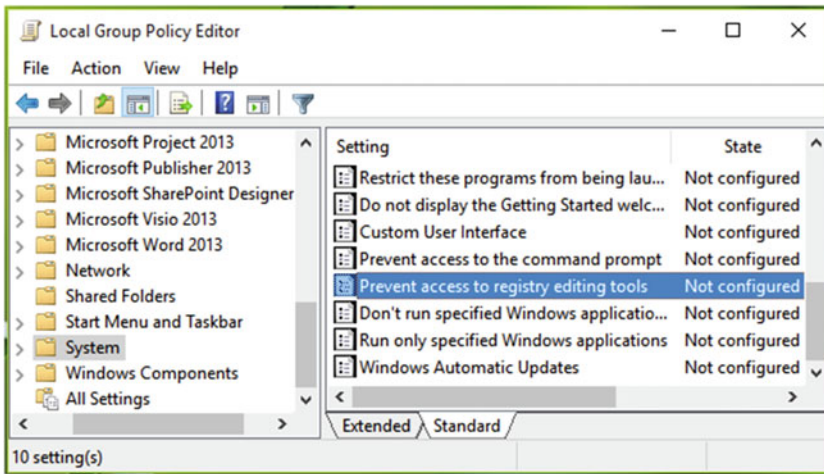 Local Group Policy Editor
File Action View Help
Microsoft Project 2013
Microsoft Publisher 2013
Microsoft SharePoint Designer
Microsoft Visio 2013
Microsoft Word 2013
Network
Shared Folders
Start Menu and Taskbar
System
Windows Components
All Settings
Setting State
Restrict these programs from being lau... Not configured
Do not display the Getting Started welc... Not configured
Custom User Interface Not configured
Prevent access to the command prompt Not configured
Prevent access to registry editing tools Not configured
Don't run specified Windows applicatio... Not configured
Run only specified Windows applications Not configured
Windows Automatic Updates Not configured
Extended Standard
10 setting(s)